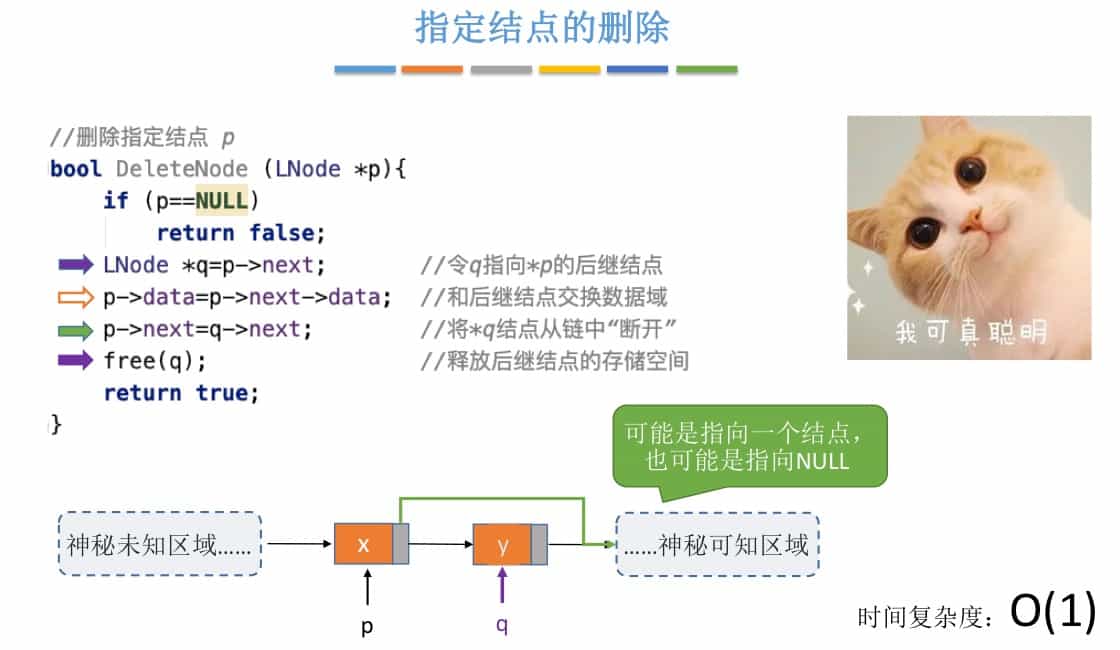 指定结点的删除
//删除指定结点 p
bool DeleteNode (LNode *p){
if (p==NULL)
return false;
LNode *q=p->next; //令q指向*p的后继结点
p->data=p->next->data; //和后继结点交换数据域
p->next=q->next; //将*q结点从链中“断开”
free(q); //释放后继结点的存储空间
return true;
}
我可真聪明
可能是指向一个结点，
也可能是指向NULL
神秘未知区域…… x y ……神秘可知区域
p q
时间复杂度：O(1)